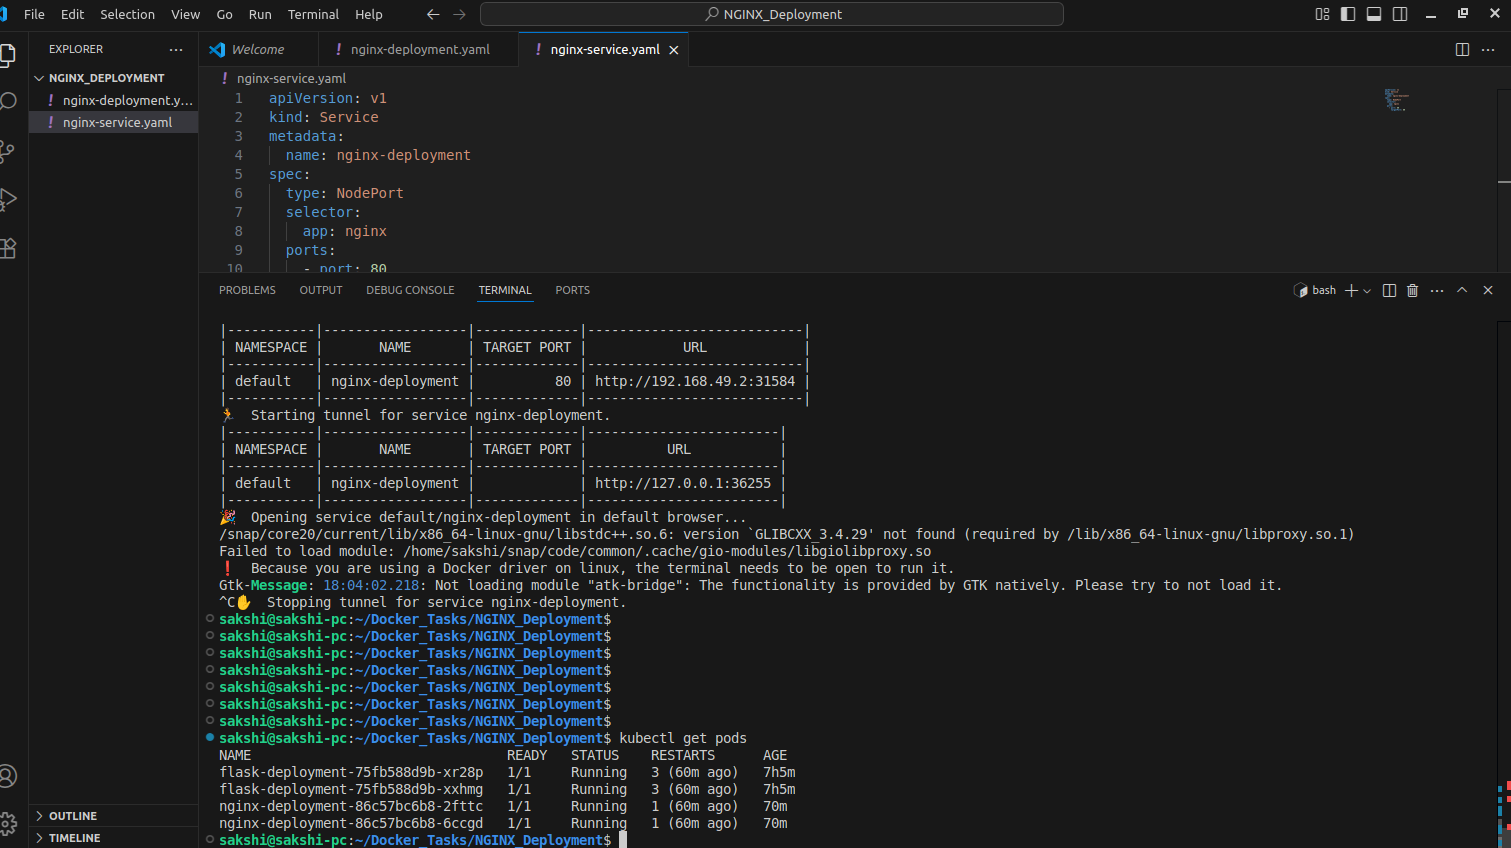 File Edit Selection View Go Run Terminal Help
NGINX_Deployment
EXPLORER
NGINX_DEPLOYMENT
nginx-deployment.y...
nginx-service.yaml
OUTLINE
TIMELINE
Welcome
nginx-deployment.yaml
nginx-service.yaml
nginx-service.yaml
1 apiVersion: v1
2 kind: Service
3 metadata:
4 name: nginx-deployment
5 spec:
6 type: NodePort
7 selector:
8 app: nginx
9 ports:
10 - port: 80
PROBLEMS OUTPUT DEBUG CONSOLE TERMINAL PORTS
bash
|-----------|------------------|-------------|---------------------------|
| NAMESPACE | NAME | TARGET PORT | URL |
|-----------|------------------|-------------|---------------------------|
| default | nginx-deployment | 80 | http://192.168.49.2:31584 |
|-----------|------------------|-------------|---------------------------|
🏃 Starting tunnel for service nginx-deployment.
|-----------|------------------|-------------|------------------------|
| NAMESPACE | NAME | TARGET PORT | URL |
|-----------|------------------|-------------|------------------------|
| default | nginx-deployment | | http://127.0.0.1:36255 |
|-----------|------------------|-------------|------------------------|
🎉 Opening service default/nginx-deployment in default browser...
/snap/core20/current/lib/x86_64-linux-gnu/libstdc++.so.6: version `GLIBCXX_3.4.29' not found (required by /lib/x86_64-linux-gnu/libproxy.so.1)
Failed to load module: /home/sakshi/snap/code/common/.cache/gio-modules/libgiolibproxy.so
❗ Because you are using a Docker driver on linux, the terminal needs to be open to run it.
Gtk-Message: 18:04:02.218: Not loading module "atk-bridge": The functionality is provided by GTK natively. Please try to not load it.
^C✋ Stopping tunnel for service nginx-deployment.
sakshi@sakshi-pc:~/Docker_Tasks/NGINX_Deployment$
sakshi@sakshi-pc:~/Docker_Tasks/NGINX_Deployment$
sakshi@sakshi-pc:~/Docker_Tasks/NGINX_Deployment$
sakshi@sakshi-pc:~/Docker_Tasks/NGINX_Deployment$
sakshi@sakshi-pc:~/Docker_Tasks/NGINX_Deployment$
sakshi@sakshi-pc:~/Docker_Tasks/NGINX_Deployment$
sakshi@sakshi-pc:~/Docker_Tasks/NGINX_Deployment$
sakshi@sakshi-pc:~/Docker_Tasks/NGINX_Deployment$ kubectl get pods
NAME READY STATUS RESTARTS AGE
flask-deployment-75fb588d9b-xr28p 1/1 Running 3 (60m ago) 7h5m
flask-deployment-75fb588d9b-xxhmg 1/1 Running 3 (60m ago) 7h5m
nginx-deployment-86c57bc6b8-2fttc 1/1 Running 1 (60m ago) 70m
nginx-deployment-86c57bc6b8-6ccgd 1/1 Running 1 (60m ago) 70m
sakshi@sakshi-pc:~/Docker_Tasks/NGINX_Deployment$